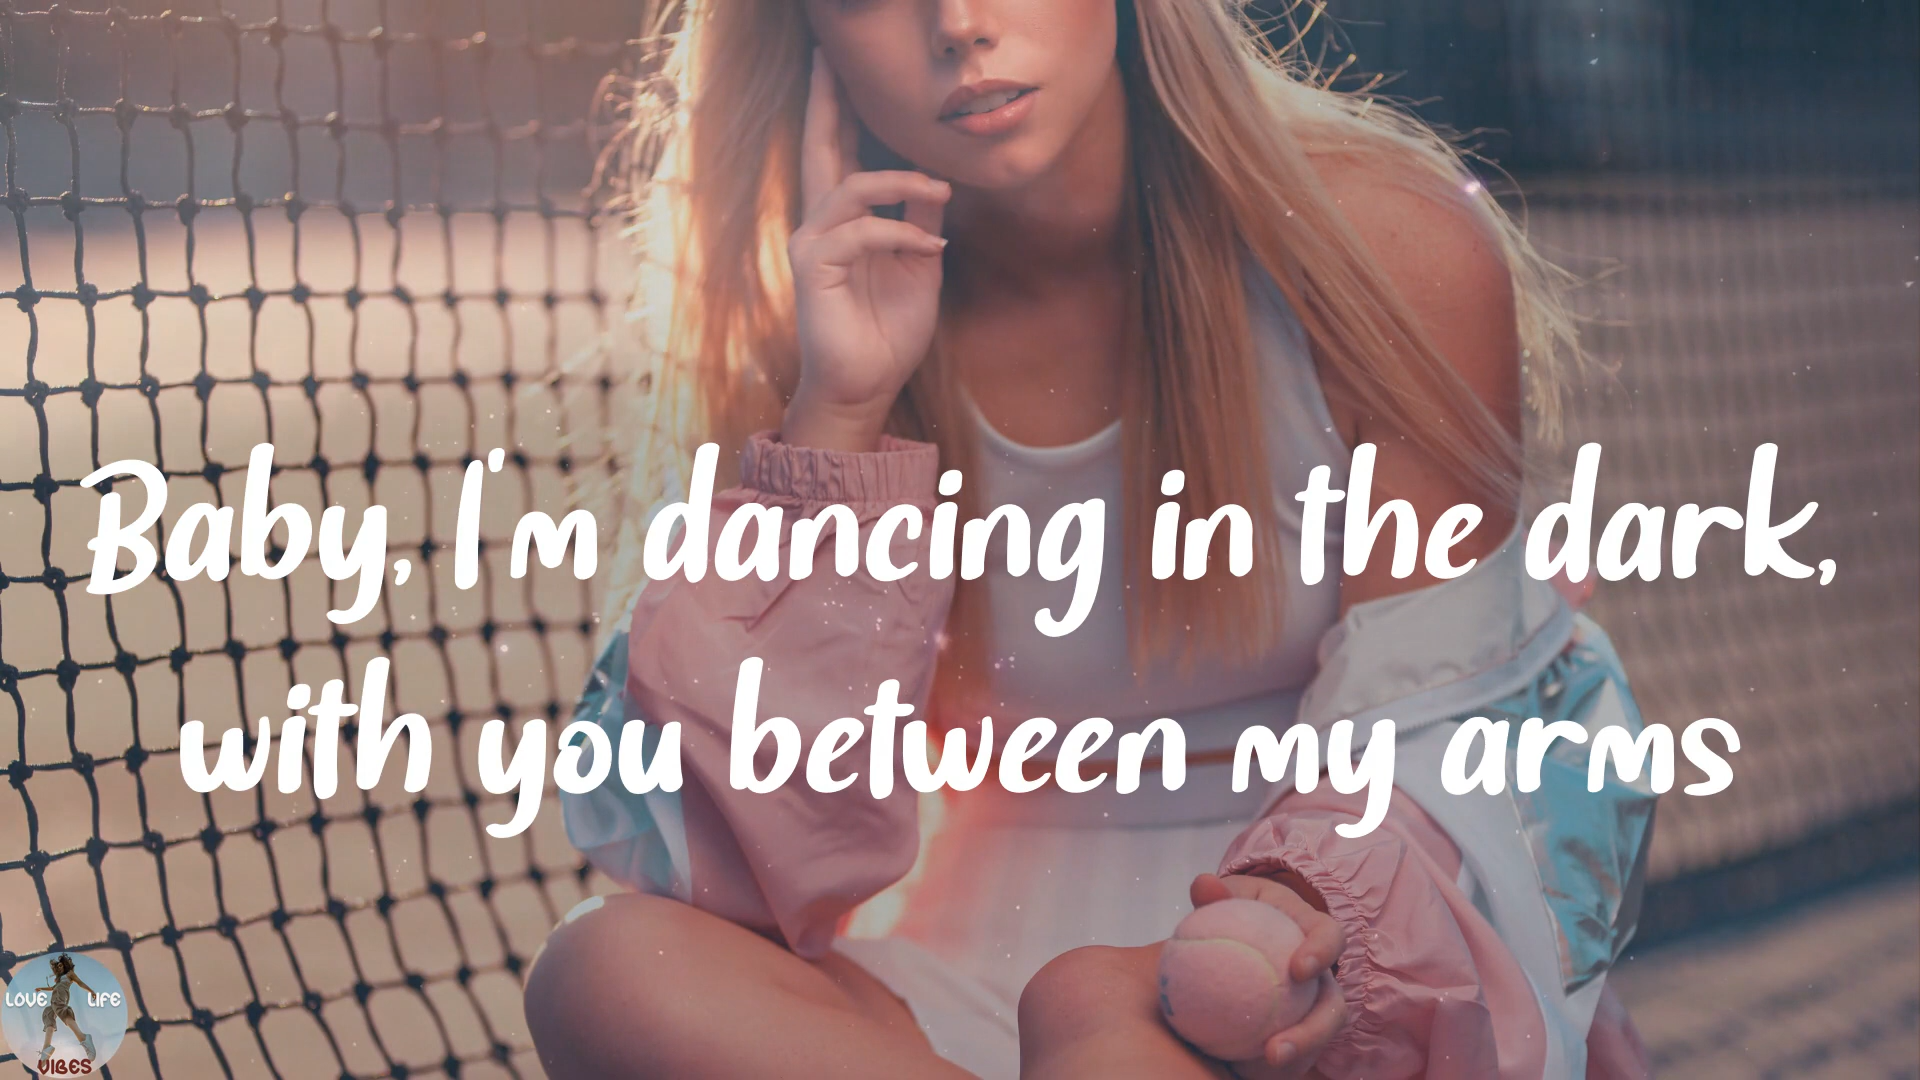 Baby, I'm dancing in the dark,
with you between my arms
LOVE LIFE
VIBES